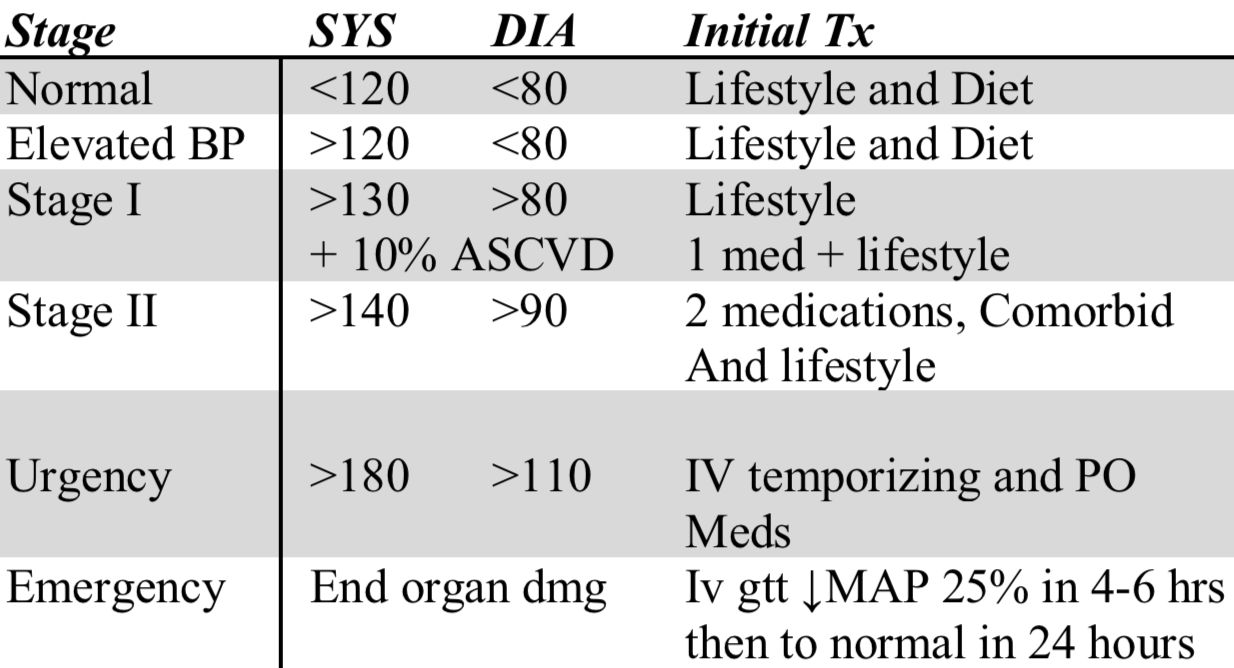 Stage SYS DIA Initial Tx
Normal <120 <80 Lifestyle and Diet
Elevated BP >120 <80 Lifestyle and Diet
Stage I >130 >80 Lifestyle
+ 10% ASCVD 1 med + lifestyle
Stage II >140 >90 2 medications, Comorbid
And lifestyle
Urgency >180 >110 IV temporizing and PO
Meds
Emergency End organ dmg Iv gtt ↓MAP 25% in 4-6 hrs
then to normal in 24 hours